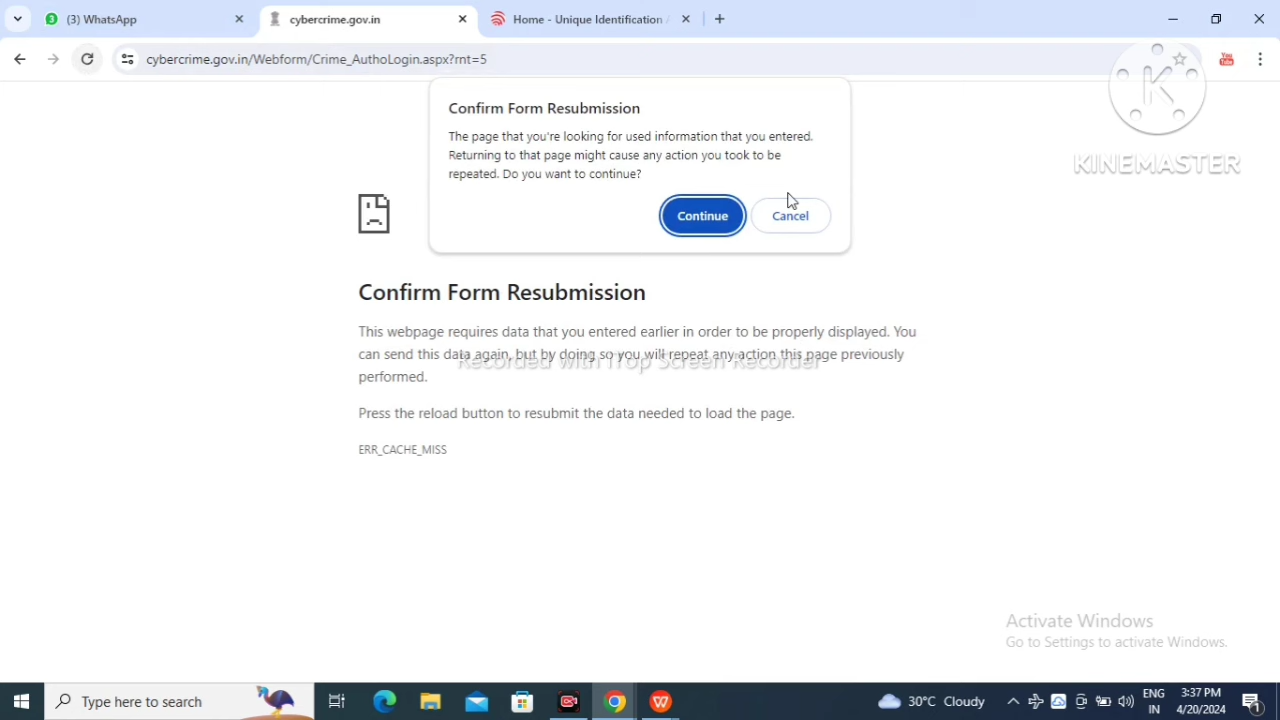 3
(3) WhatsApp
cybercrime.gov.in
Home - Unique Identification
cybercrime.gov.in/Webform/Crime_AuthoLogin.aspx?rnt=5
You
Tube
K
KINEMASTER
Confirm Form Resubmission
The page that you're looking for used information that you entered.
Returning to that page might cause any action you took to be
repeated. Do you want to continue?
Continue
Cancel
Confirm Form Resubmission
This webpage requires data that you entered earlier in order to be properly displayed. You
can send this data again, but by doing so you will repeat any action this page previously
performed.
Recorded with iTop Screen Recorder
Press the reload button to resubmit the data needed to load the page.
ERR_CACHE_MISS
Activate Windows
Go to Settings to activate Windows.
Type here to search
W
30°C Cloudy
ENG
IN
3:37 PM
4/20/2024
1